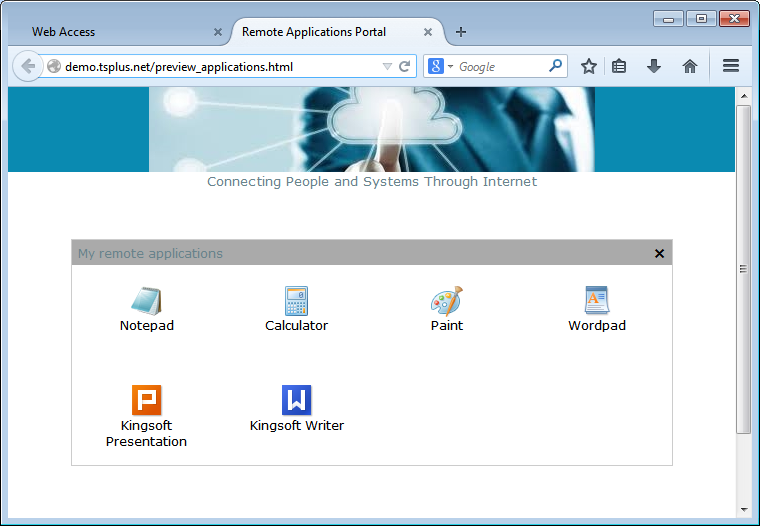 Web Access
Remote Applications Portal
demo.tsplus.net/preview_applications.html
Google
Connecting People and Systems Through Internet
My remote applications
Notepad
Calculator
Paint
Wordpad
Kingsoft
Presentation
Kingsoft Writer